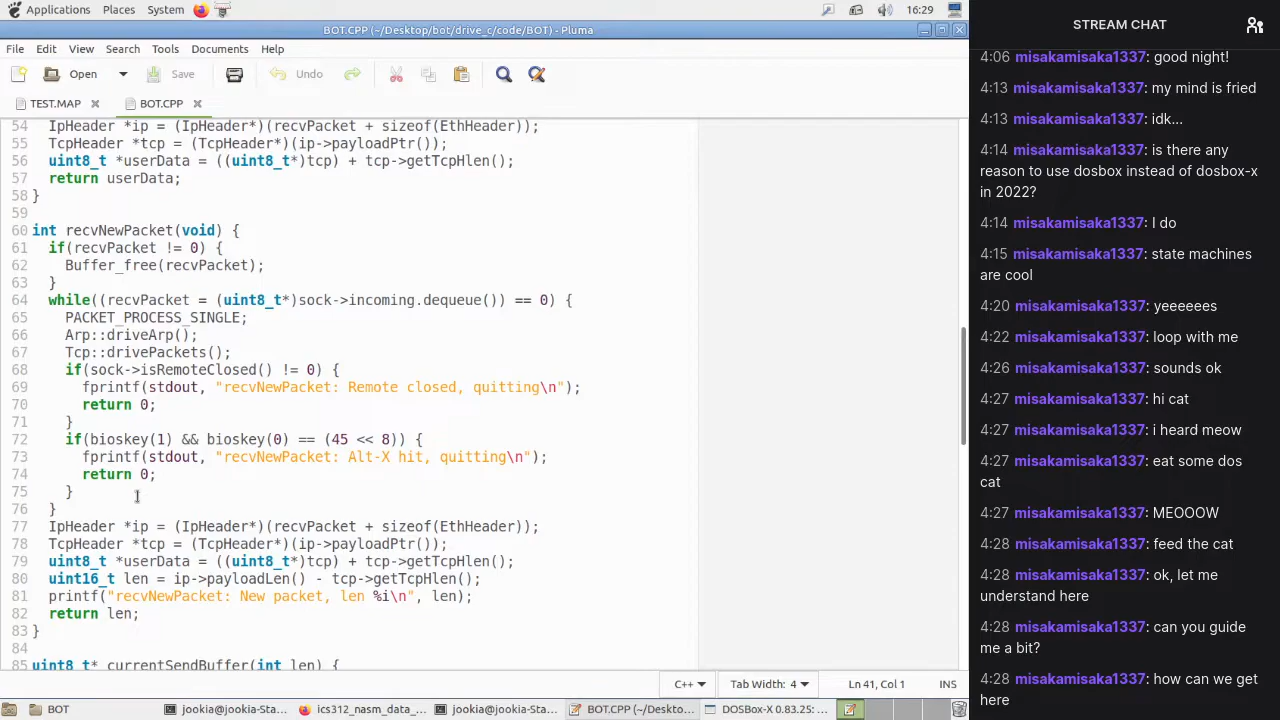 Applications Places System 16:29
BOT.CPP (~/Desktop/bot/drive_c/code/BOT) - Pluma
File Edit View Search Tools Documents Help
Open Save Undo
TEST.MAP BOT.CPP
54 IpHeader *ip = (IpHeader*)(recvPacket + sizeof(EthHeader));
55 TcpHeader *tcp = (TcpHeader*)(ip->payloadPtr());
56 uint8_t *userData = ((uint8_t*)tcp) + tcp->getTcpHlen();
57 return userData;
58 }
59
60 int recvNewPacket(void) {
61 if(recvPacket != 0) {
62 Buffer_free(recvPacket);
63 }
64 while((recvPacket = (uint8_t*)sock->incoming.dequeue()) == 0) {
65 PACKET_PROCESS_SINGLE;
66 Arp::driveArp();
67 Tcp::drivePackets();
68 if(sock->isRemoteClosed() != 0) {
69 fprintf(stdout, "recvNewPacket: Remote closed, quitting\n");
70 return 0;
71 }
72 if(bioskey(1) && bioskey(0) == (45 << 8)) {
73 fprintf(stdout, "recvNewPacket: Alt-X hit, quitting\n");
74 return 0;
75 }
76 }
77 IpHeader *ip = (IpHeader*)(recvPacket + sizeof(EthHeader));
78 TcpHeader *tcp = (TcpHeader*)(ip->payloadPtr());
79 uint8_t *userData = ((uint8_t*)tcp) + tcp->getTcpHlen();
80 uint16_t len = ip->payloadLen() - tcp->getTcpHlen();
81 printf("recvNewPacket: New packet, len %i\n", len);
82 return len;
83 }
84
85 uint8_t* currentSendBuffer(int len) {
C++ Tab Width: 4 Ln 41, Col 1 INS
BOT jookia@jookia-Sta... ics312_nasm_data_... jookia@jookia-Sta... BOT.CPP (~/Deskto... DOSBox-X 0.83.25: ...
STREAM CHAT
4:06 misakamisaka1337: good night!
4:13 misakamisaka1337: my mind is fried
4:13 misakamisaka1337: idk...
4:14 misakamisaka1337: is there any
reason to use dosbox instead of dosbox-x
in 2022?
4:14 misakamisaka1337: I do
4:15 misakamisaka1337: state machines
are cool
4:20 misakamisaka1337: yeeeeees
4:22 misakamisaka1337: loop with me
4:26 misakamisaka1337: sounds ok
4:27 misakamisaka1337: hi cat
4:27 misakamisaka1337: i heard meow
4:27 misakamisaka1337: eat some dos
cat
4:27 misakamisaka1337: MEOOOW
4:28 misakamisaka1337: feed the cat
4:28 misakamisaka1337: ok, let me
understand here
4:28 misakamisaka1337: can you guide
me a bit?
4:28 misakamisaka1337: how can we get
here